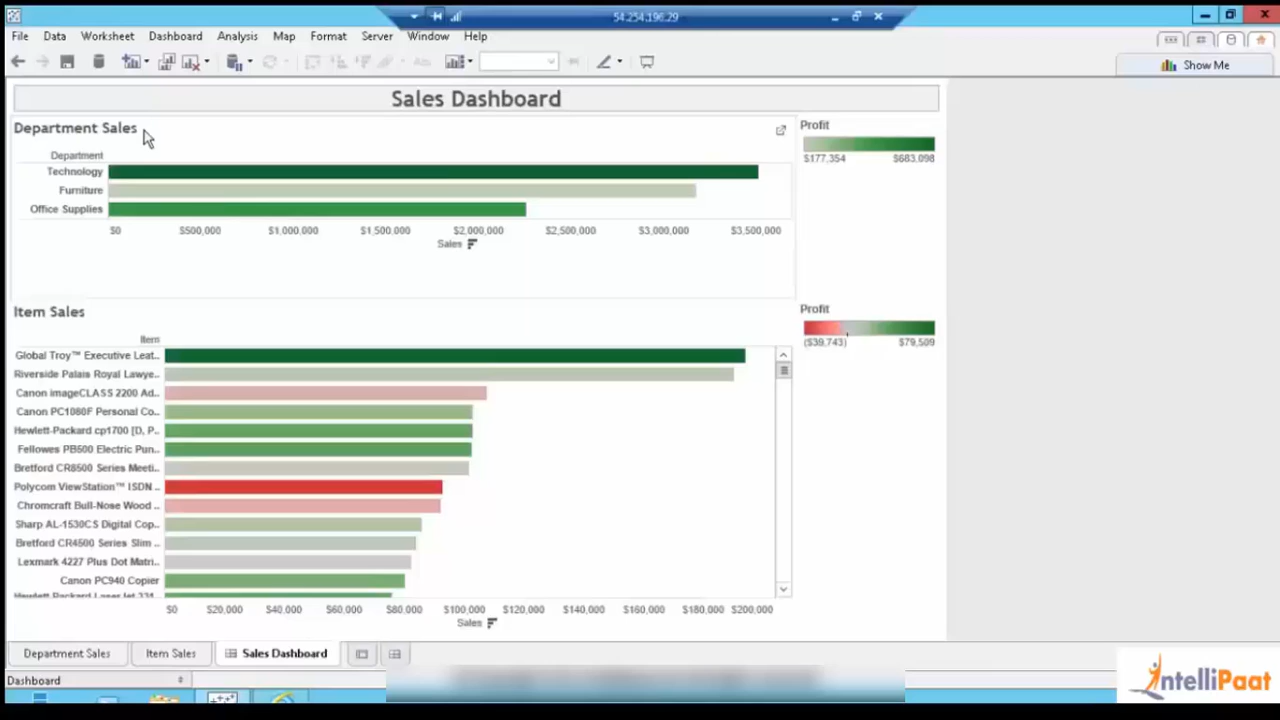 54.254.196.29
File Data Worksheet Dashboard Analysis Map Format Server Window Help
Show Me
Sales Dashboard
Department Sales
Department
Technology
Furniture
Office Supplies
$0 $500,000 $1,000,000 $1,500,000 $2,000,000 $2,500,000 $3,000,000 $3,500,000
Sales
Profit
$177,354 $683,098
Item Sales
Item
Global Troy™ Executive Leat..
Riverside Palais Royal Lawye..
Canon imageCLASS 2200 Ad..
Canon PC1080F Personal Co..
Hewlett-Packard cp1700 [D, P..
Fellowes PB500 Electric Pun..
Bretford CR8500 Series Meeti..
Polycom ViewStation™ ISDN ..
Chromcraft Bull-Nose Wood ..
Sharp AL-1530CS Digital Cop..
Bretford CR4500 Series Slim ..
Lexmark 4227 Plus Dot Matri..
Canon PC940 Copier
$0 $20,000 $40,000 $60,000 $80,000 $100,000 $120,000 $140,000 $160,000 $180,000 $200,000
Sales
Profit
($39,743) $79,509
Department Sales Item Sales Sales Dashboard
Dashboard
IntelliPaat